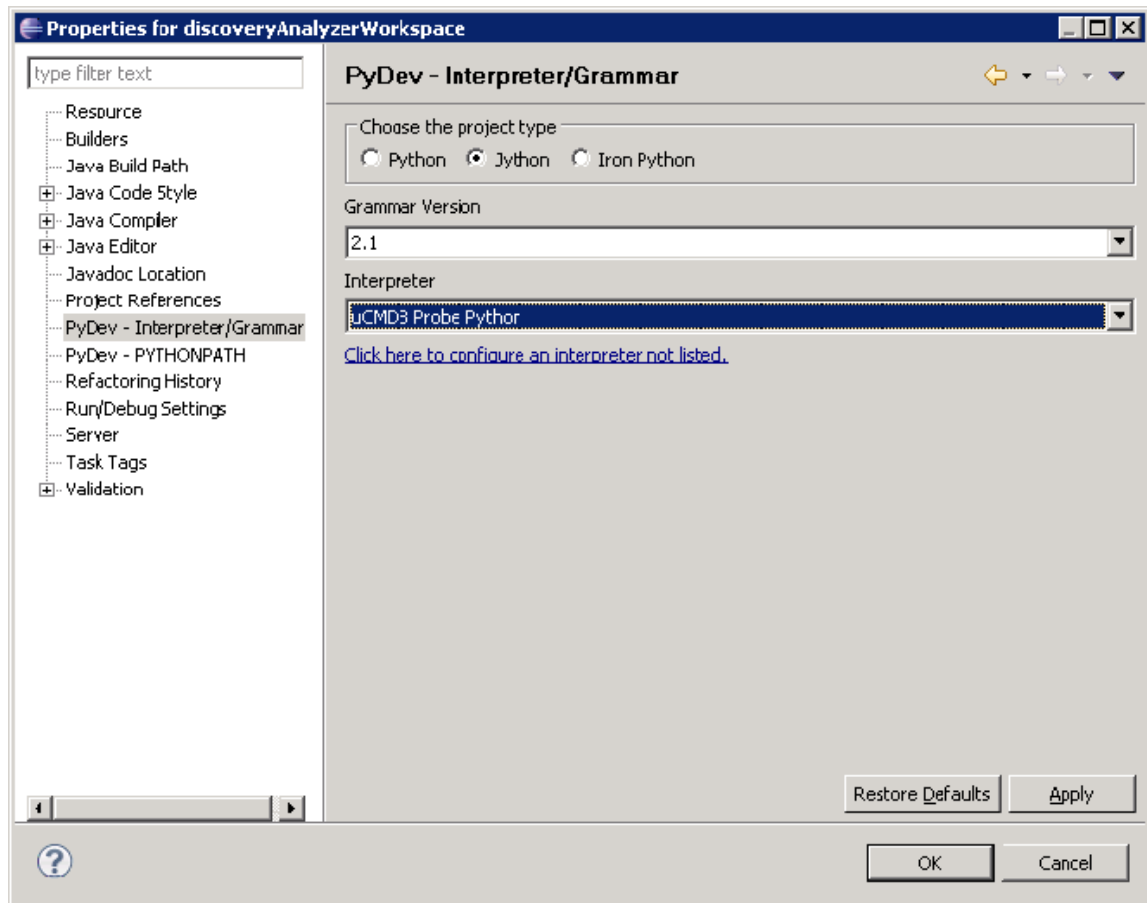 Properties for discoveryAnalyzerWorkspace
type filter text
Resource
Builders
Java Build Path
Java Code Style
Java Compiler
Java Editor
Javadoc Location
Project References
PyDev - Interpreter/Grammar
PyDev - PYTHONPATH
Refactoring History
Run/Debug Settings
Server
Task Tags
Validation
PyDev - Interpreter/Grammar
Choose the project type
Python Jython Iron Python
Grammar Version
2.1
Interpreter
uCMDB Probe Python
Click here to configure an interpreter not listed.
Restore Defaults Apply
OK Cancel